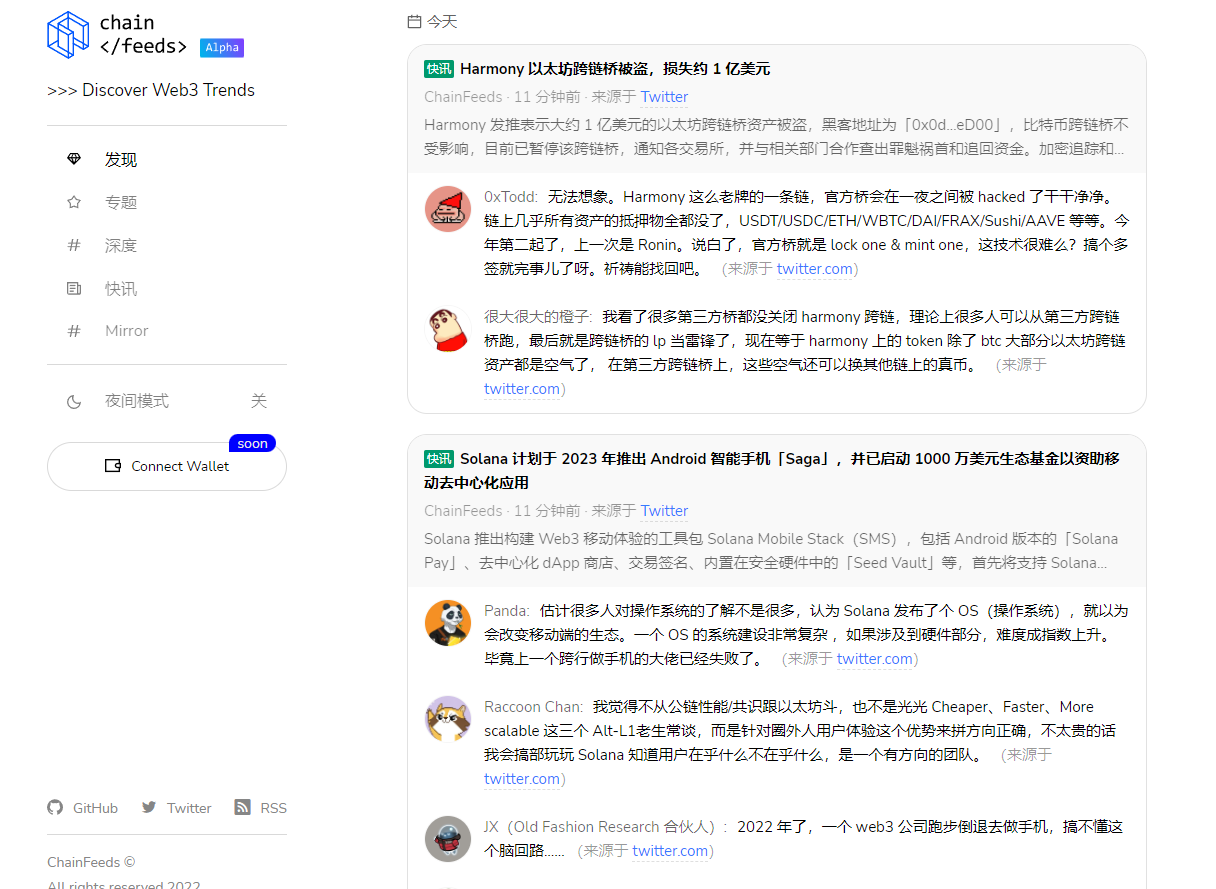 chain
</feeds> Alpha
>>> Discover Web3 Trends
发现
专题
# 深度
快讯
# Mirror
夜间模式 关
soon
Connect Wallet
GitHub Twitter RSS
ChainFeeds ©
All rights reserved 2022
今天
快讯 Harmony 以太坊跨链桥被盗，损失约 1 亿美元
ChainFeeds · 11 分钟前 · 来源于 Twitter
Harmony 发推表示大约 1 亿美元的以太坊跨链桥资产被盗，黑客地址为「0x0d...eD00」，比特币跨链桥不
受影响，目前已暂停该跨链桥，通知各交易所，并与相关部门合作查出罪魁祸首和追回资金。加密追踪和...
0xTodd: 无法想象。Harmony 这么老牌的一条链，官方桥会在一夜之间被 hacked 了干干净净。
链上几乎所有资产的抵押物全都没了，USDT/USDC/ETH/WBTC/DAI/FRAX/Sushi/AAVE 等等。今
年第二起了，上一次是 Ronin。说白了，官方桥就是 lock one & mint one，这技术很难么？搞个多
签就完事儿了呀。祈祷能找回吧。 （来源于 twitter.com）
很大很大的橙子: 我看了很多第三方桥都没关闭 harmony 跨链，理论上很多人可以从第三方跨链
桥跑，最后就是跨链桥的 lp 当雷锋了，现在等于 harmony 上的 token 除了 btc 大部分以太坊跨链
资产都是空气了， 在第三方跨链桥上，这些空气还可以换其他链上的真币。 （来源于
twitter.com）
快讯 Solana 计划于 2023 年推出 Android 智能手机「Saga」，并已启动 1000 万美元生态基金以资助移
动去中心化应用
ChainFeeds · 11 分钟前 · 来源于 Twitter
Solana 推出构建 Web3 移动体验的工具包 Solana Mobile Stack（SMS），包括 Android 版本的「Solana
Pay」、去中心化 dApp 商店、交易签名、内置在安全硬件中的「Seed Vault」等，首先将支持 Solana...
Panda: 估计很多人对操作系统的了解不是很多，认为 Solana 发布了个 OS（操作系统），就以为
会改变移动端的生态。一个 OS 的系统建设非常复杂 ，如果涉及到硬件部分，难度成指数上升。
毕竟上一个跨行做手机的大佬已经失败了。 （来源于 twitter.com）
Raccoon Chan: 我觉得不从公链性能/共识跟以太坊斗，也不是光光 Cheaper、Faster、More
scalable 这三个 Alt-L1老生常谈，而是针对圈外人用户体验这个优势来拼方向正确，不太贵的话
我会搞部玩玩 Solana 知道用户在乎什么不在乎什么，是一个有方向的团队。 （来源于
twitter.com）
JX（Old Fashion Research 合伙人）: 2022 年了，一个 web3 公司跑步倒退去做手机，搞不懂这
个脑回路...... （来源于 twitter.com）